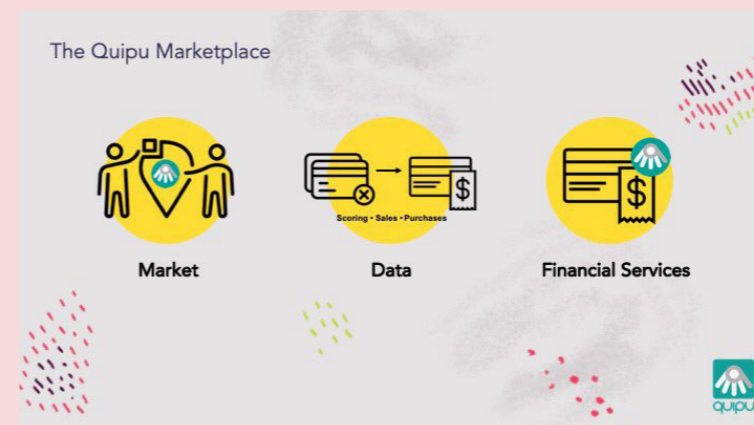 The Quipu Marketplace
$
Scoring • Sales • Purchases
$
Market
Data
Financial Services
quipu